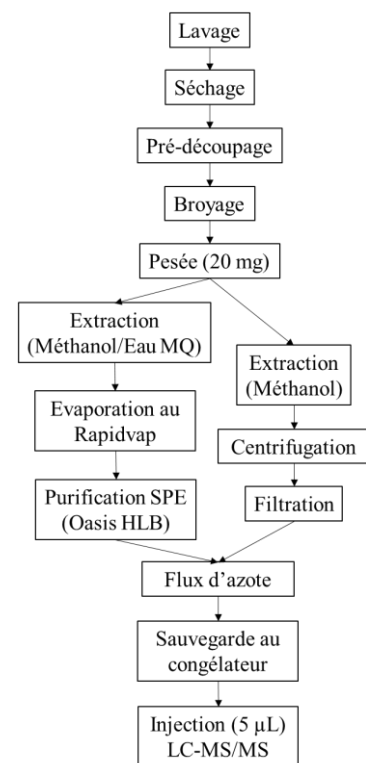 Lavage
Séchage
Pré-découpage
Broyage
Pesée (20 mg)
Extraction
(Méthanol/Eau MQ)
Evaporation au
Rapidvap
Purification SPE
(Oasis HLB)
Extraction
(Méthanol)
Centrifugation
Filtration
Flux d’azote
Sauvegarde au
congélateur
Injection (5 µL)
LC-MS/MS